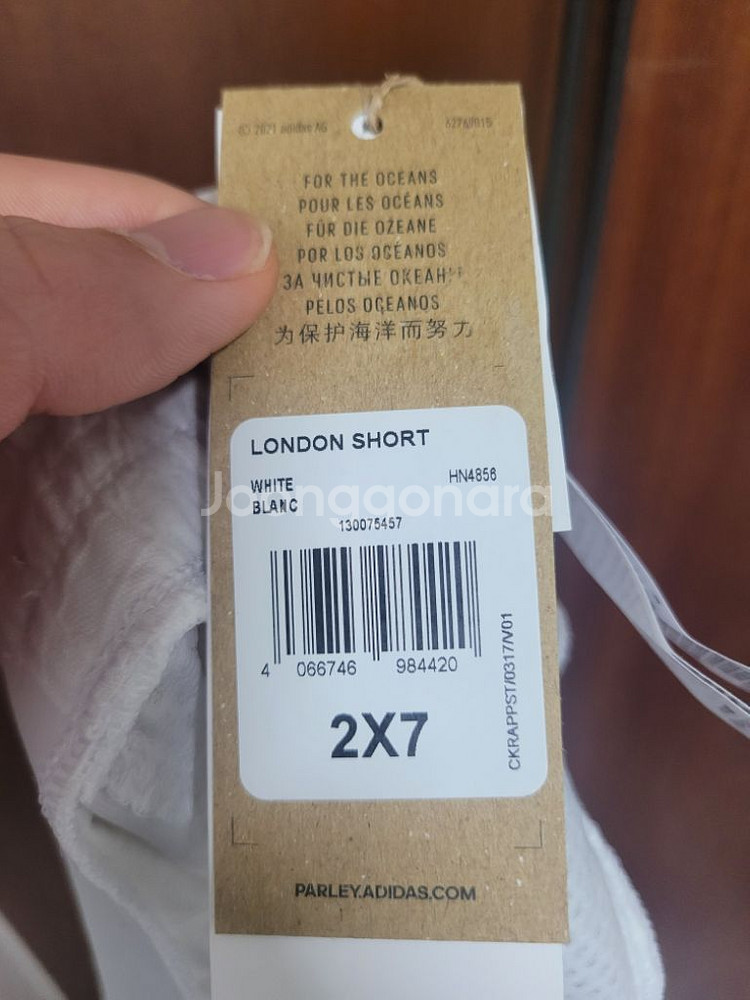 (C) 2021 adidas AG
FOR THE OCEANS
POUR LES OCÉANS
FÜR DIE OZEANE
POR LOS OCÉANOS
ЗА ЧИСТЫЕ
PELOS OCEANOS
为保护海洋而努力
LONDON SHORT
WHITE HN4856
BLANC
Joonggonara
130075457
4 066746 984420
CKRAPPST/0317/V01
2X7
PARLEY.ADIDAS.COM